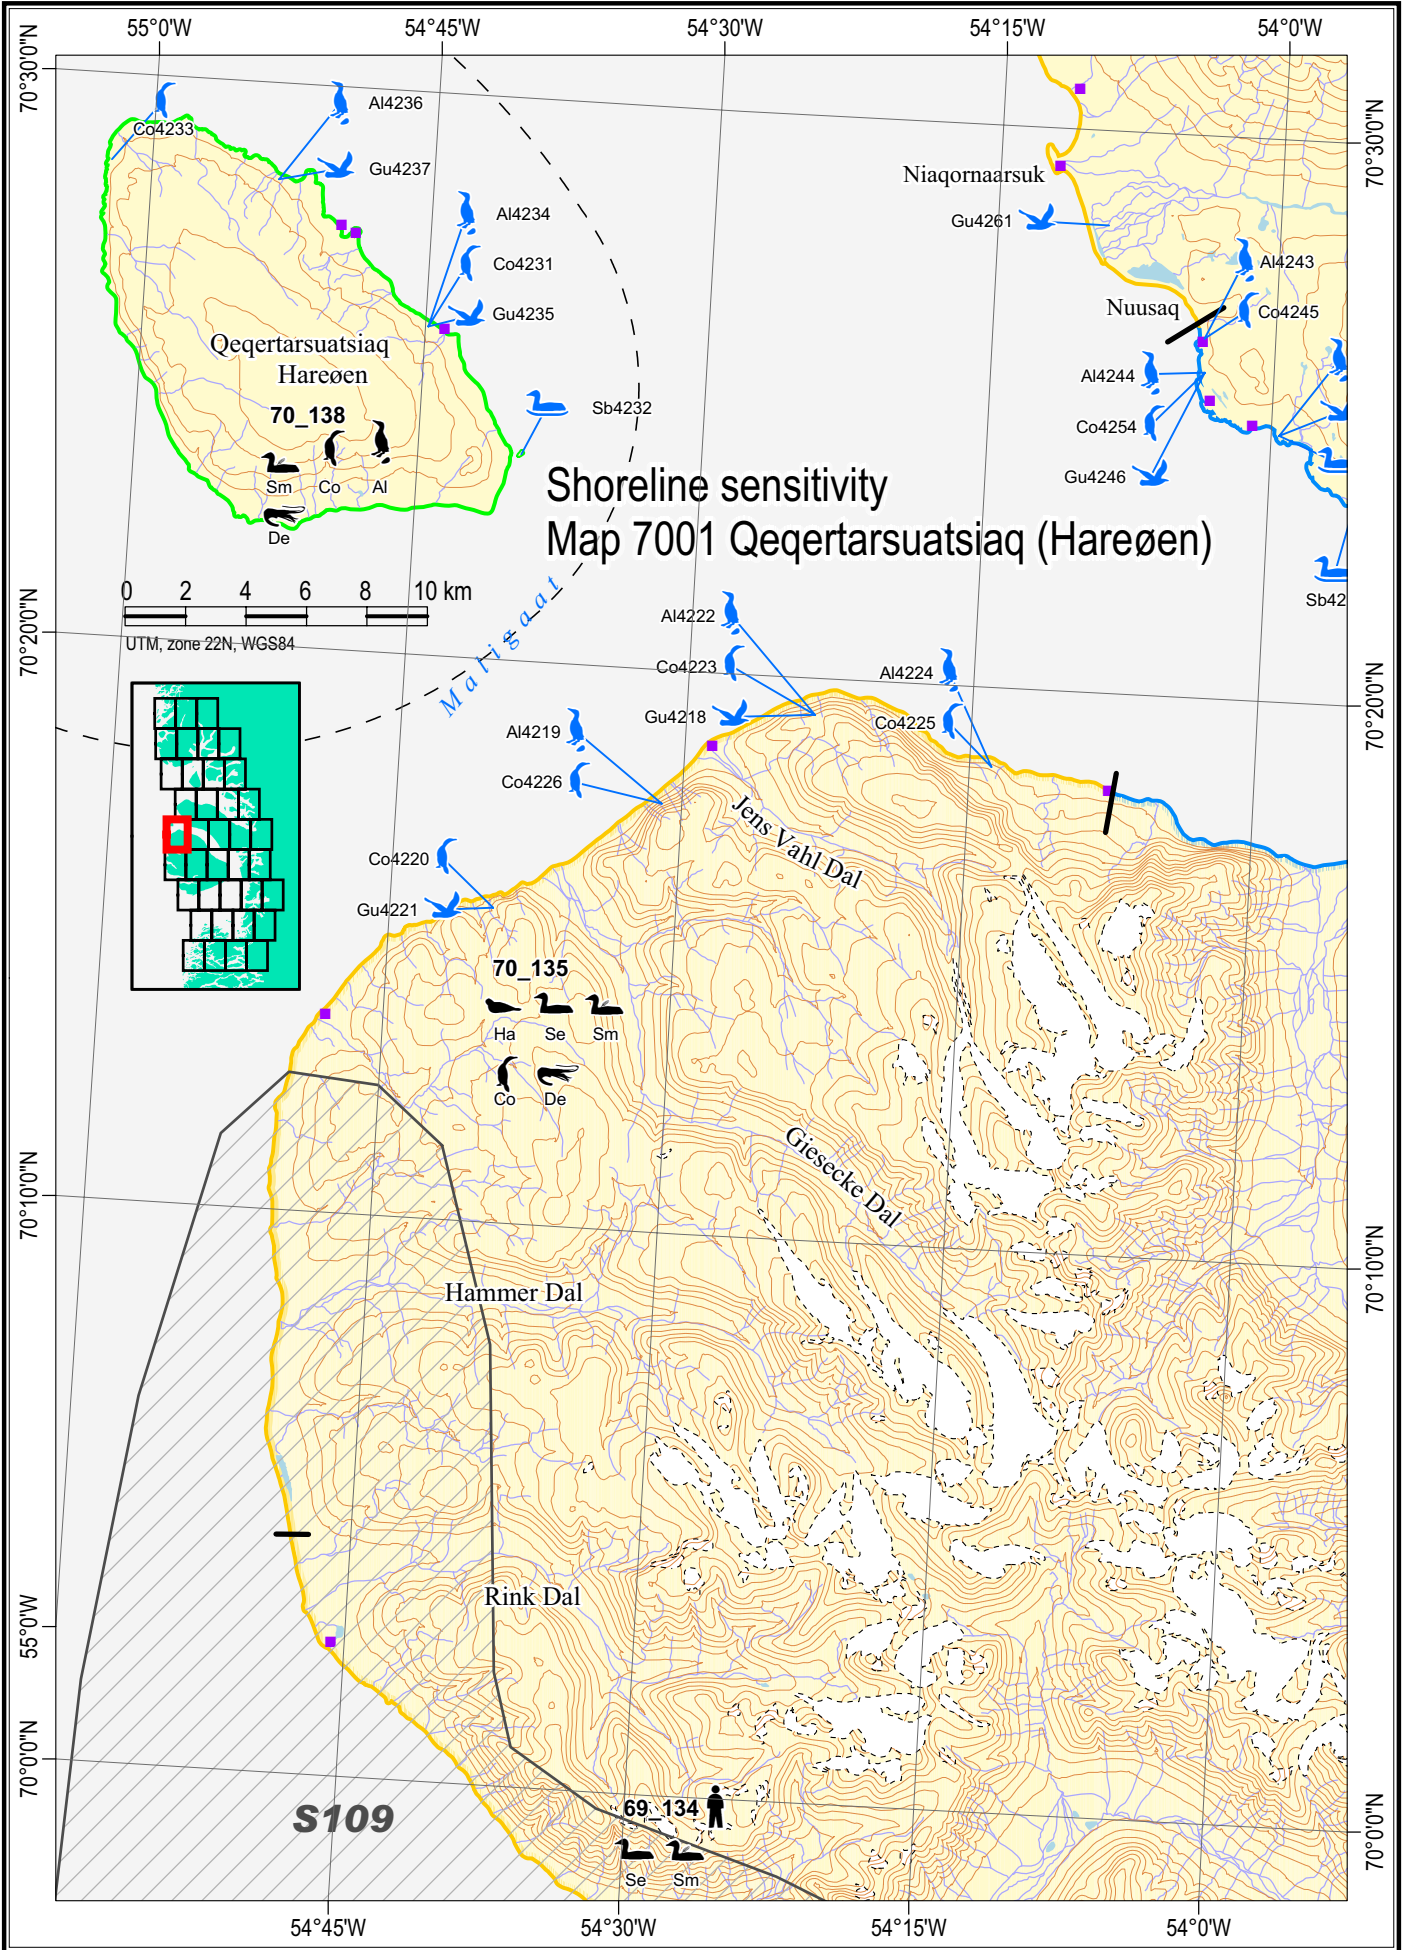 55°0'W
54°45'W
54°30'W
54°15'W
54°0'W
70°30'0"N
70°30'0"N
Co4233
Al4236
Gu4237
Al4234
Co4231
Gu4235
Niaqornaarsuk
Gu4261
Al4243
Nuusaq
Co4245
Qeqertarsuatsiaq
Hareøen
70_138
Sm
Co
Al
De
Sb4232
Al4244
Co4254
Gu4246
Shoreline sensitivity
Map 7001 Qeqertarsuatsiaq (Hareøen)
Sb42
0 2 4 6 8 10 km
UTM, zone 22N, WGS84
Maligaat
70°20'0"N
70°20'0"N
Al4222
Co4223
Gu4218
Al4224
Co4225
Al4219
Co4226
Jens Vahl Dal
Co4220
Gu4221
70_135
Ha
Se
Sm
Co
De
Giesecke Dal
70°10'0"N
70°10'0"N
Hammer Dal
Rink Dal
55°0'W
70°0'0"N
70°0'0"N
S109
69_134
Se
Sm
54°45'W
54°30'W
54°15'W
54°0'W